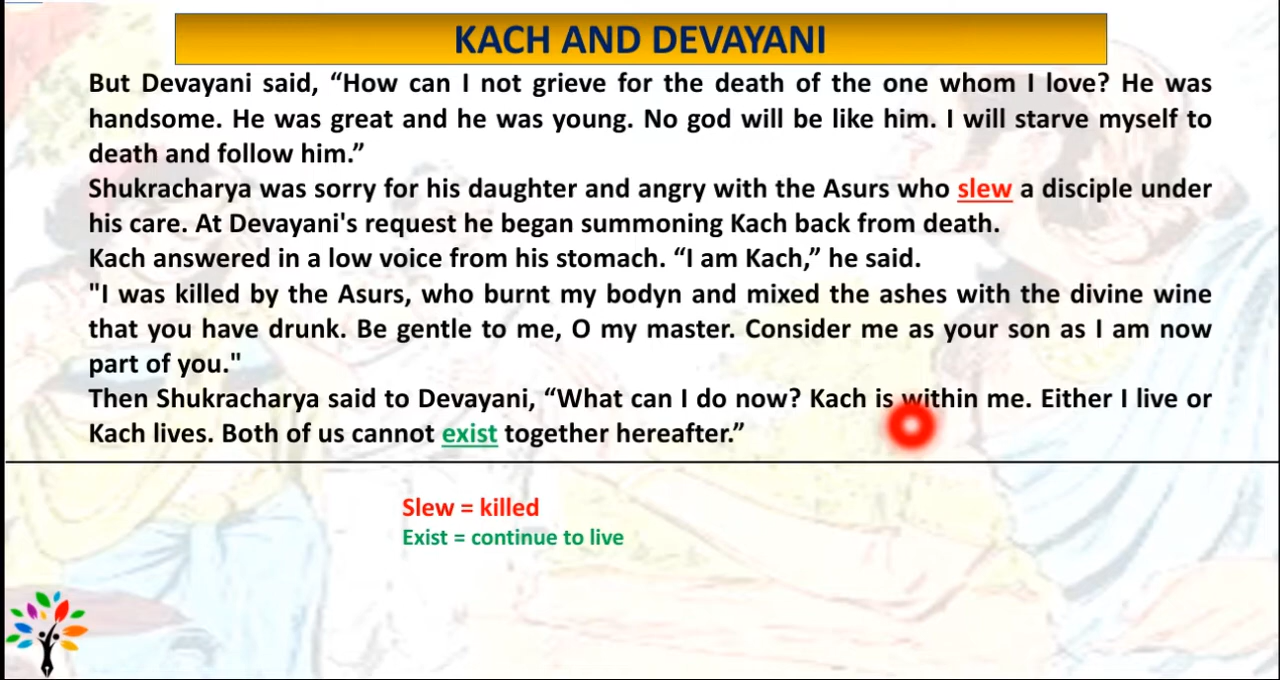 KACH AND DEVAYANI
But Devayani said, “How can I not grieve for the death of the one whom I love? He was
handsome. He was great and he was young. No god will be like him. I will starve myself to
death and follow him.”
Shukracharya was sorry for his daughter and angry with the Asurs who slew a disciple under
his care. At Devayani's request he began summoning Kach back from death.
Kach answered in a low voice from his stomach. “I am Kach,” he said.
"I was killed by the Asurs, who burnt my bodyn and mixed the ashes with the divine wine
that you have drunk. Be gentle to me, O my master. Consider me as your son as I am now
part of you."
Then Shukracharya said to Devayani, “What can I do now? Kach is within me. Either I live or
Kach lives. Both of us cannot exist together hereafter.”
Slew = killed
Exist = continue to live